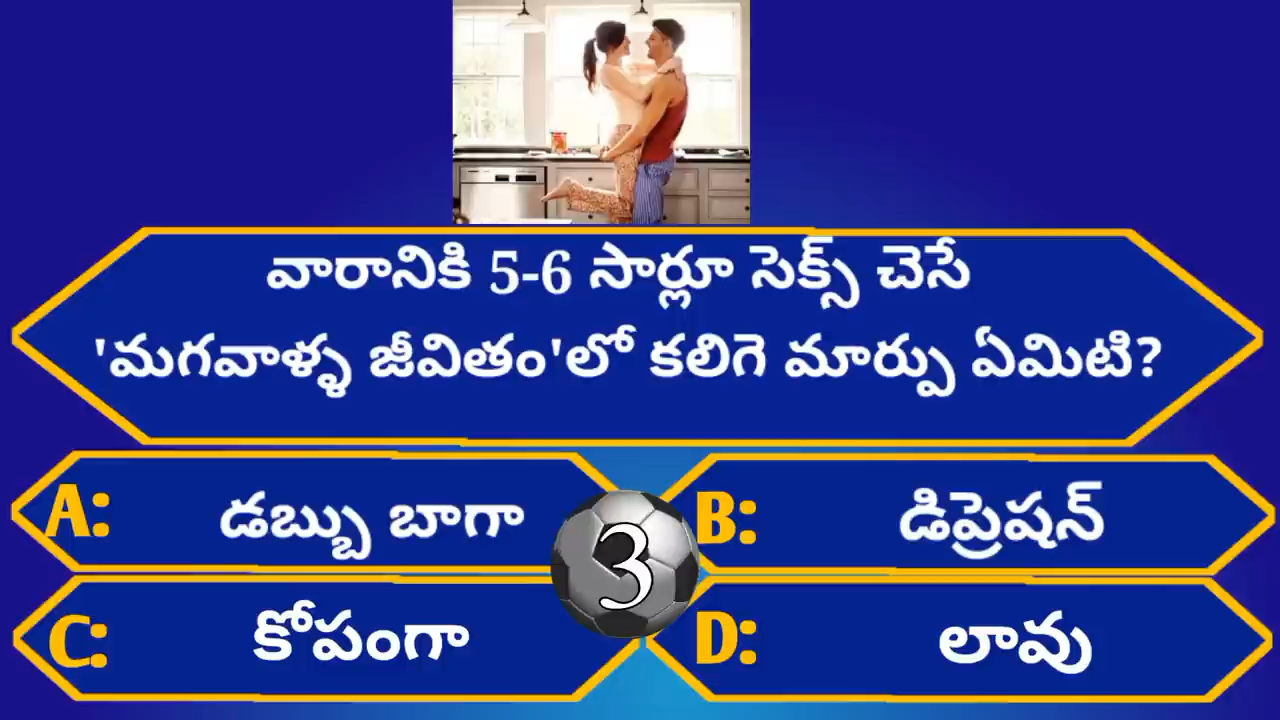 వారానికి 5-6 సార్లూ సెక్స్ చెసే
'మగవాళ్ళ జీవితం'లో కలిగె మార్పు ఏమిటి?
A: డబ్బు బాగా
B: డిప్రెషన్
3
C: కోపంగా
D: లావు